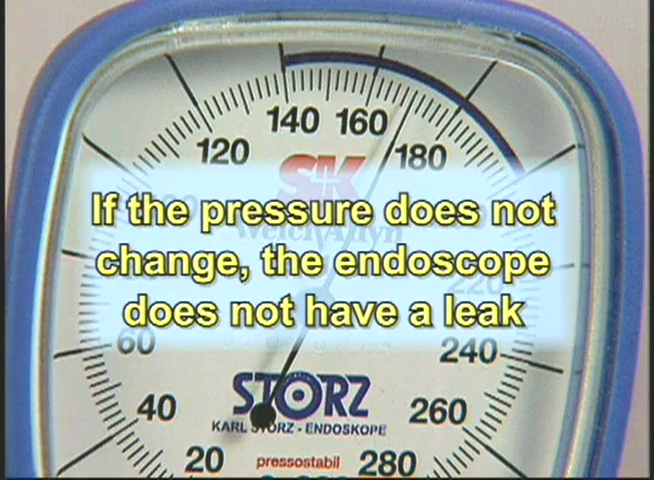 140 160
120 180
If the pressure does not
change, the endoscope
does not have a leak
220
60 240
STORZ
40 KARL STORZ - ENDOSKOPE 260
20 pressostabil 280